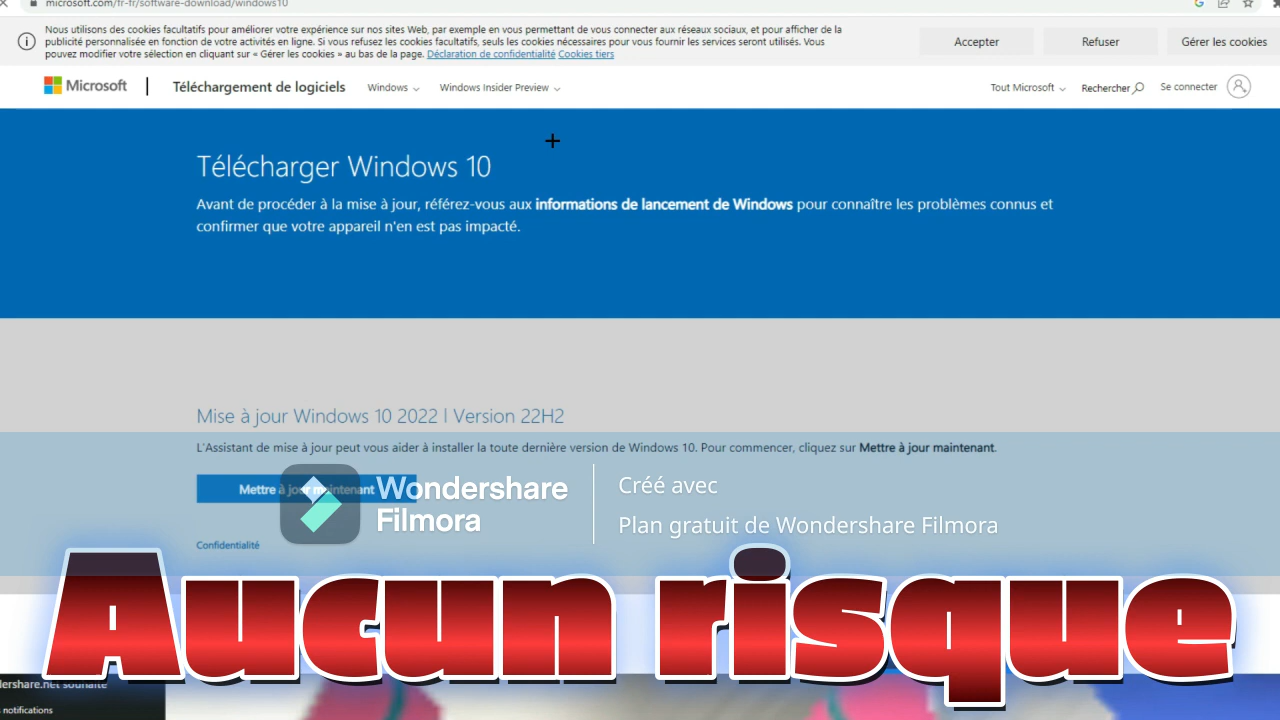 microsoft.com/fr-fr/software-download/windows10
Nous utilisons des cookies facultatifs pour améliorer votre expérience sur nos sites Web, par exemple en vous permettant de vous connecter aux réseaux sociaux, et pour afficher de la
publicité personnalisée en fonction de votre activités en ligne. Si vous refusez les cookies facultatifs, seuls les cookies nécessaires pour vous fournir les services seront utilisés. Vous
pouvez modifier votre sélection en cliquant sur « Gérer les cookies » au bas de la page. Déclaration de confidentialité Cookies tiers
Accepter
Refuser
Gérer les cookies
Microsoft
Téléchargement de logiciels
Windows
Windows Insider Preview
Tout Microsoft
Rechercher
Se connecter
Télécharger Windows 10
Avant de procéder à la mise à jour, référez-vous aux informations de lancement de Windows pour connaître les problèmes connus et
confirmer que votre appareil n'en est pas impacté.
Mise à jour Windows 10 2022 l Version 22H2
L'Assistant de mise à jour peut vous aider à installer la toute dernière version de Windows 10. Pour commencer, cliquez sur Mettre à jour maintenant.
Mettre à jour maintenant
Wondershare
Filmora
Créé avec
Plan gratuit de Wondershare Filmora
Confidentialité
Aucun risque
dershare.net souhaite
notifications